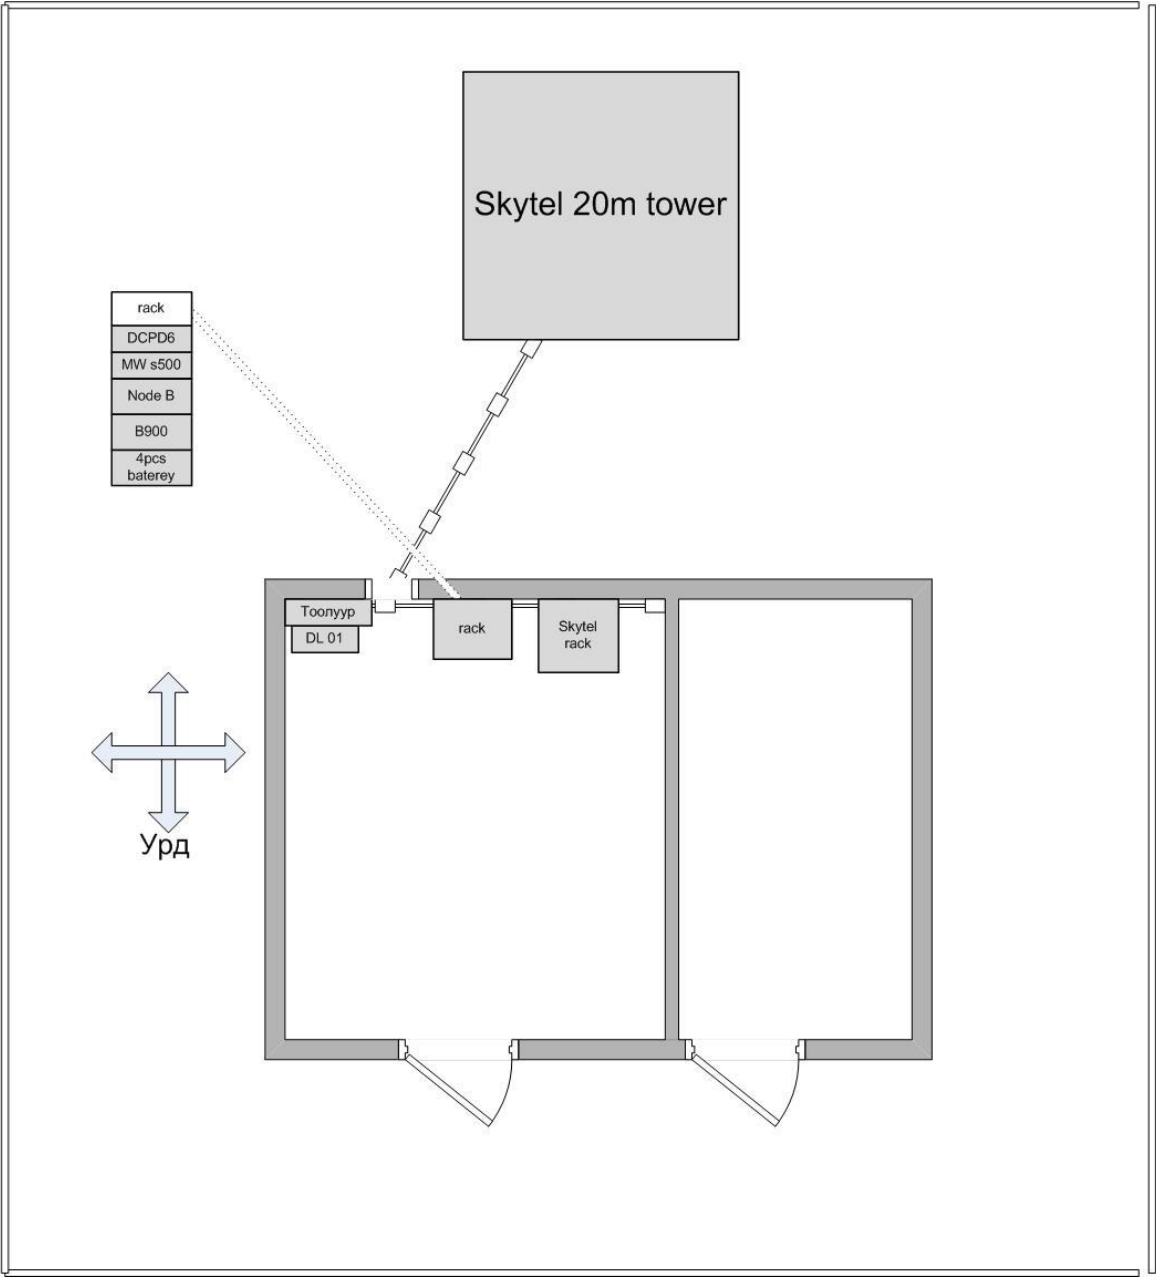 Skytel 20m tower
rack
DCPD6
MW s500
Node B
B900
4pcs
baterey
Тоолуур
DL 01
rack
Skytel
rack
Урд